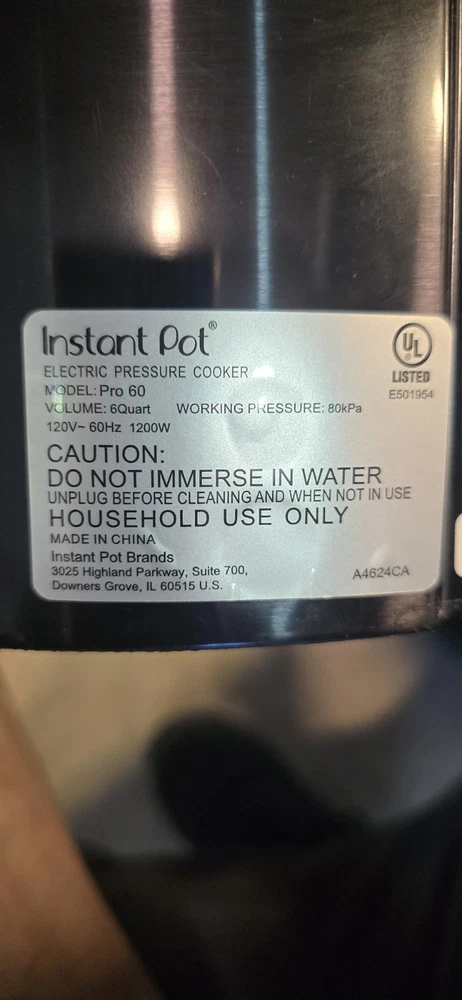 Instant Pot®
UL
®
LISTED
E501954
ELECTRIC PRESSURE COOKER
MODEL: Pro 60
VOLUME: 6Quart WORKING PRESSURE: 80kPa
120V~ 60Hz 1200W
CAUTION:
DO NOT IMMERSE IN WATER
UNPLUG BEFORE CLEANING AND WHEN NOT IN USE
HOUSEHOLD USE ONLY
MADE IN CHINA
Instant Pot Brands
3025 Highland Parkway, Suite 700,
Downers Grove, IL 60515 U.S.
A4624CA